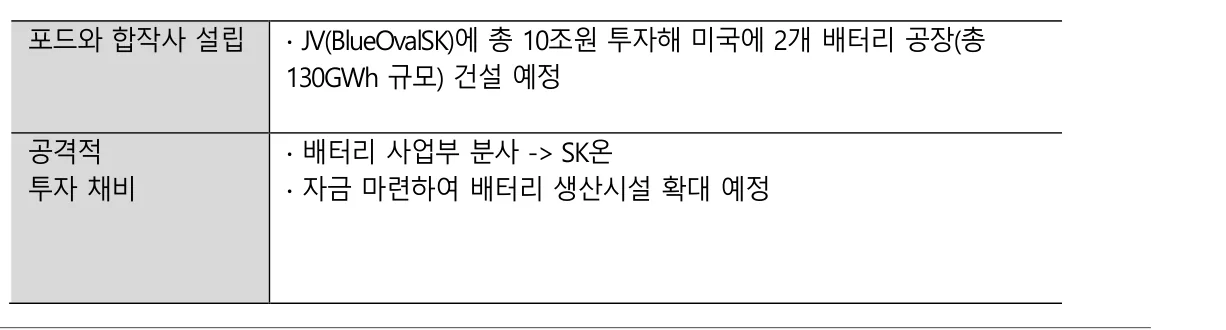 포드와 합작사 설립
· JV(BlueOvalSK)에 총 10조원 투자해 미국에 2개 배터리 공장(총
130GWh 규모) 건설 예정
공격적
투자 채비
· 배터리 사업부 분사 -> SK온
· 자금 마련하여 배터리 생산시설 확대 예정